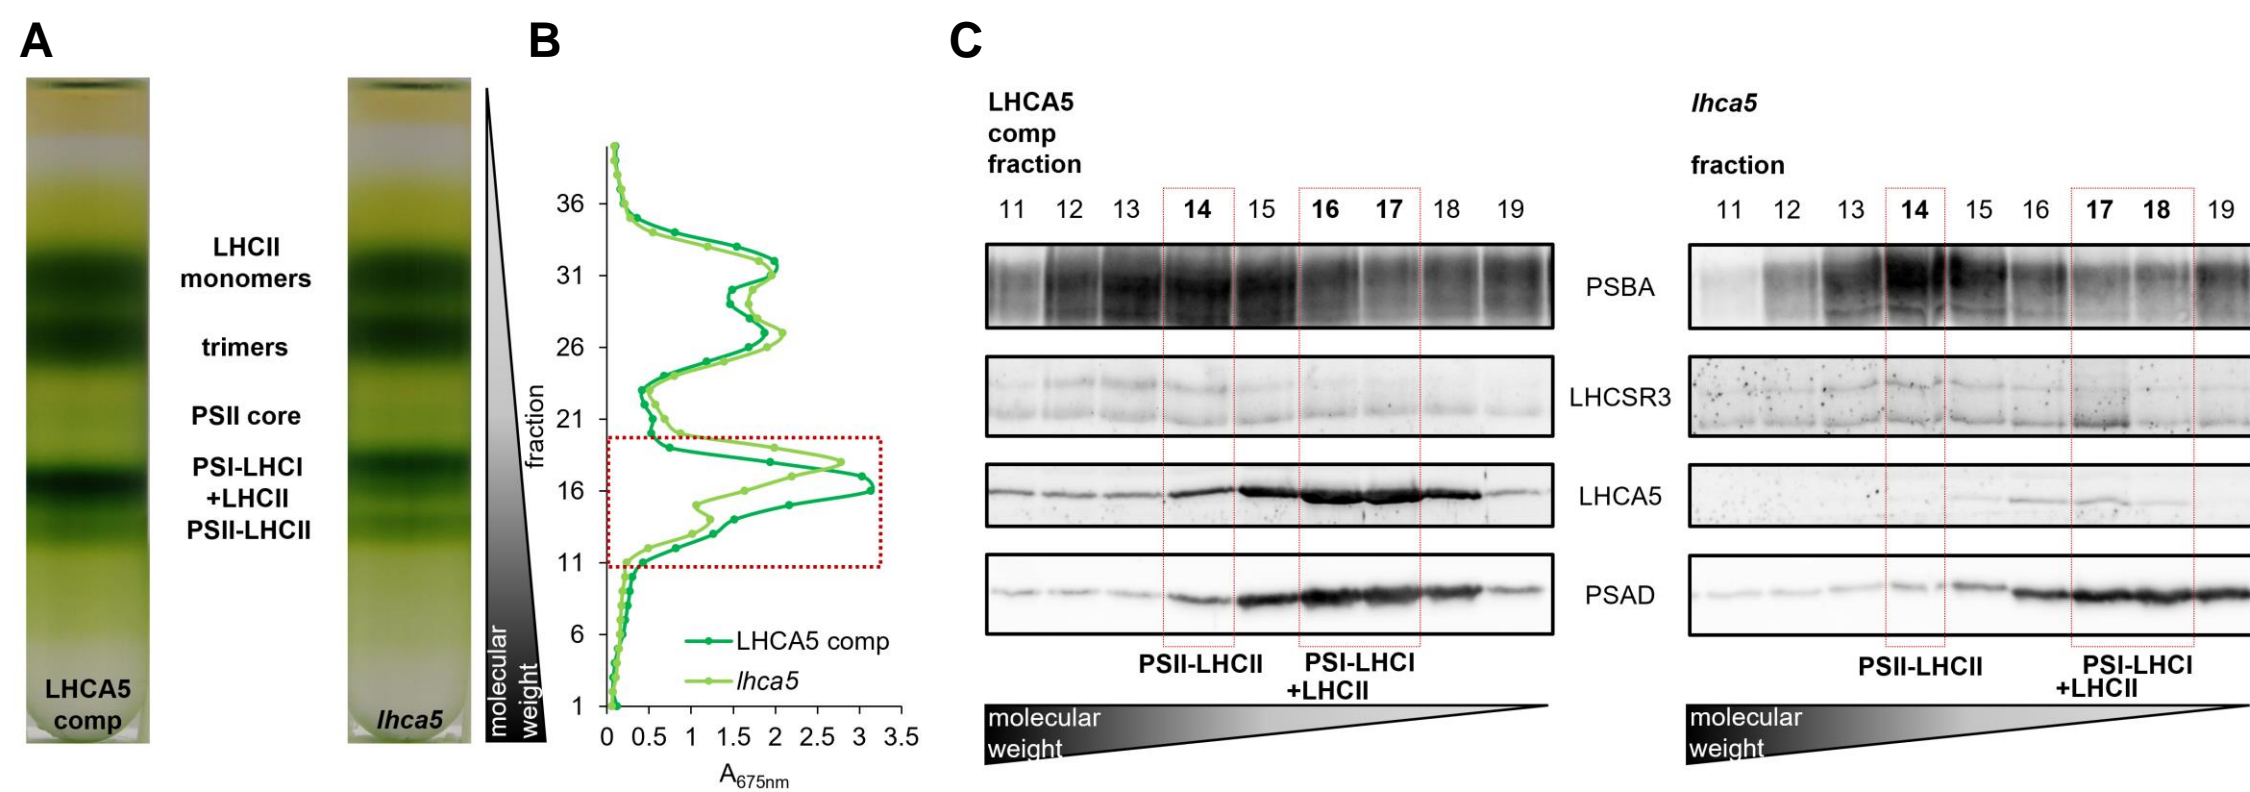 A
B
C
LHCII
monomers
trimers
PSII core
PSI-LHCI
+LHCII
PSII-LHCII
LHCA5
comp
lhca5
molecular
weight
fraction
36
31
26
21
16
11
6
1
0 0.5 1 1.5 2 2.5 3 3.5
A675nm
LHCA5 comp
lhca5
LHCA5
comp
fraction
11 12 13 14 15 16 17 18 19
PSBA
LHCSR3
LHCA5
PSAD
PSII-LHCII
PSI-LHCI
+LHCII
molecular
weight
lhca5
fraction
11 12 13 14 15 16 17 18 19
PSII-LHCII
PSI-LHCI
+LHCII
molecular
weight